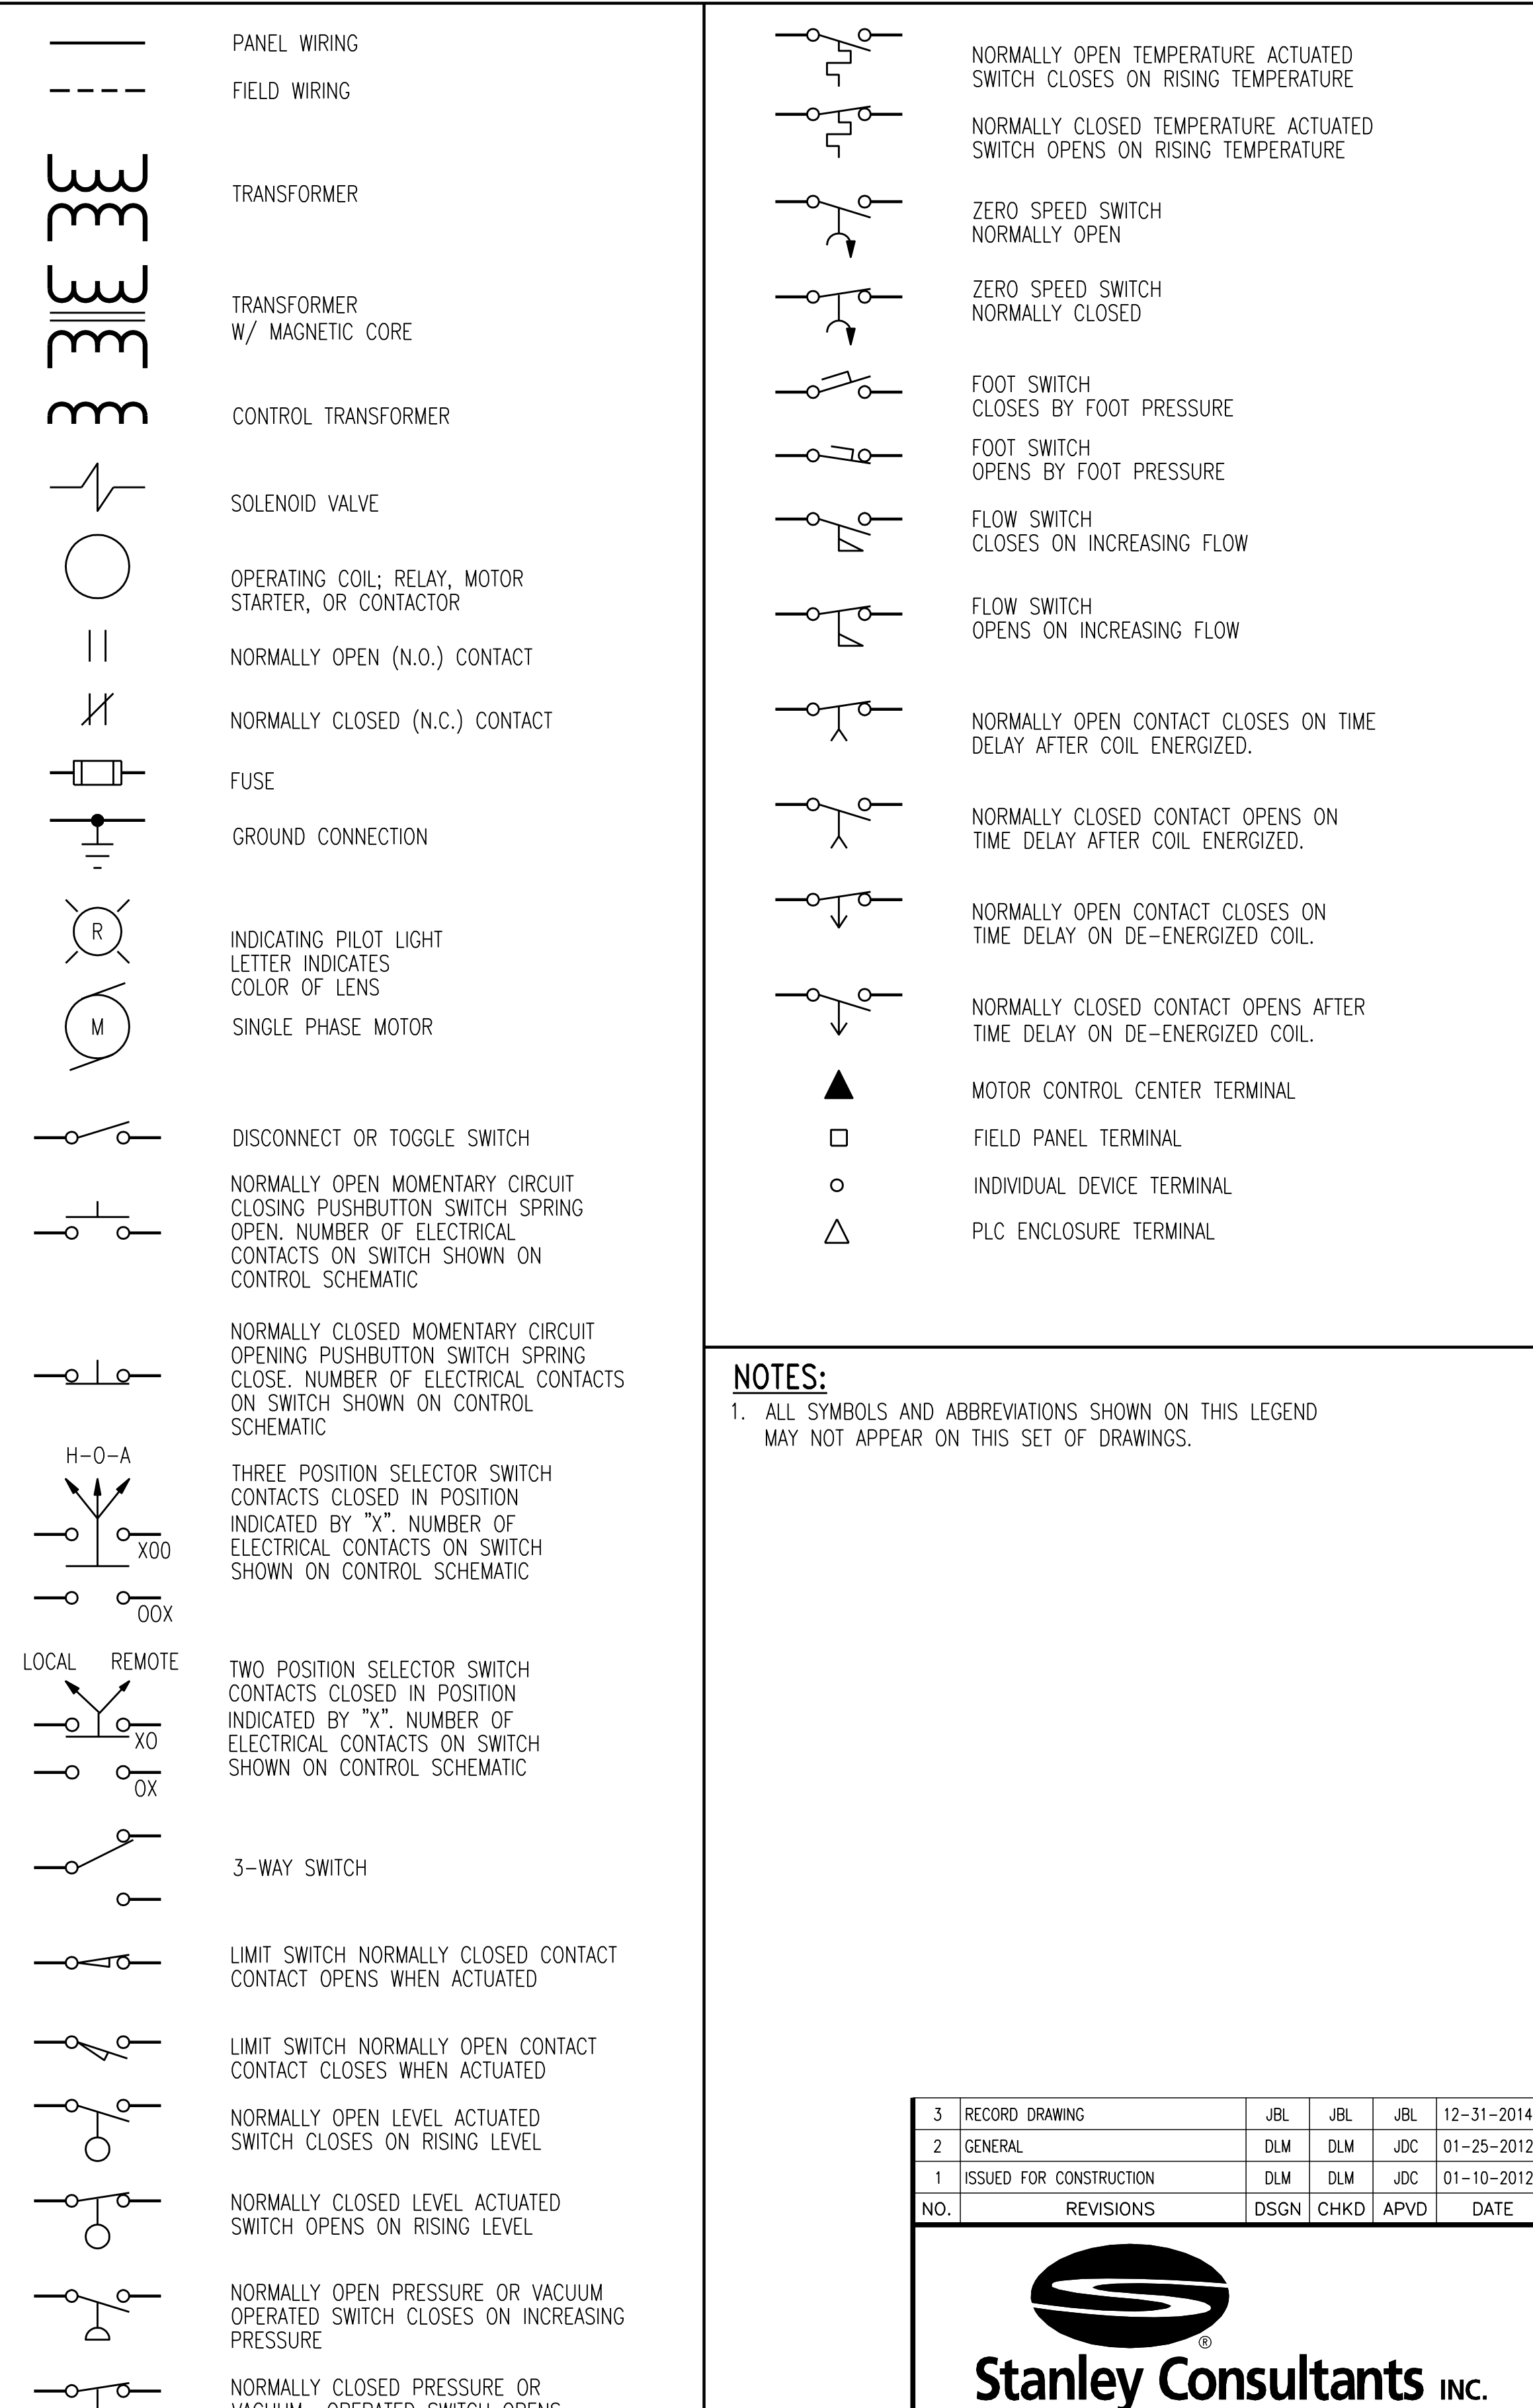 PANEL WIRING
FIELD WIRING
TRANSFORMER
TRANSFORMER
W/ MAGNETIC CORE
CONTROL TRANSFORMER
SOLENOID VALVE
OPERATING COIL; RELAY, MOTOR
STARTER, OR CONTACTOR
NORMALLY OPEN (N.O.) CONTACT
NORMALLY CLOSED (N.C.) CONTACT
FUSE
GROUND CONNECTION
R
INDICATING PILOT LIGHT
LETTER INDICATES
COLOR OF LENS
M
SINGLE PHASE MOTOR
DISCONNECT OR TOGGLE SWITCH
NORMALLY OPEN MOMENTARY CIRCUIT
CLOSING PUSHBUTTON SWITCH SPRING
OPEN. NUMBER OF ELECTRICAL
CONTACTS ON SWITCH SHOWN ON
CONTROL SCHEMATIC
NORMALLY CLOSED MOMENTARY CIRCUIT
OPENING PUSHBUTTON SWITCH SPRING
CLOSE. NUMBER OF ELECTRICAL CONTACTS
ON SWITCH SHOWN ON CONTROL
SCHEMATIC
H-O-A
XOO
OOX
THREE POSITION SELECTOR SWITCH
CONTACTS CLOSED IN POSITION
INDICATED BY "X". NUMBER OF
ELECTRICAL CONTACTS ON SWITCH
SHOWN ON CONTROL SCHEMATIC
LOCAL REMOTE
XO
OX
TWO POSITION SELECTOR SWITCH
CONTACTS CLOSED IN POSITION
INDICATED BY "X". NUMBER OF
ELECTRICAL CONTACTS ON SWITCH
SHOWN ON CONTROL SCHEMATIC
3-WAY SWITCH
LIMIT SWITCH NORMALLY CLOSED CONTACT
CONTACT OPENS WHEN ACTUATED
LIMIT SWITCH NORMALLY OPEN CONTACT
CONTACT CLOSES WHEN ACTUATED
NORMALLY OPEN LEVEL ACTUATED
SWITCH CLOSES ON RISING LEVEL
NORMALLY CLOSED LEVEL ACTUATED
SWITCH OPENS ON RISING LEVEL
NORMALLY OPEN PRESSURE OR VACUUM
OPERATED SWITCH CLOSES ON INCREASING
PRESSURE
NORMALLY CLOSED PRESSURE OR
VACUUM OPERATED SWITCH OPENS
NORMALLY OPEN TEMPERATURE ACTUATED
SWITCH CLOSES ON RISING TEMPERATURE
NORMALLY CLOSED TEMPERATURE ACTUATED
SWITCH OPENS ON RISING TEMPERATURE
ZERO SPEED SWITCH
NORMALLY OPEN
ZERO SPEED SWITCH
NORMALLY CLOSED
FOOT SWITCH
CLOSES BY FOOT PRESSURE
FOOT SWITCH
OPENS BY FOOT PRESSURE
FLOW SWITCH
CLOSES ON INCREASING FLOW
FLOW SWITCH
OPENS ON INCREASING FLOW
NORMALLY OPEN CONTACT CLOSES ON TIME
DELAY AFTER COIL ENERGIZED.
NORMALLY CLOSED CONTACT OPENS ON
TIME DELAY AFTER COIL ENERGIZED.
NORMALLY OPEN CONTACT CLOSES ON
TIME DELAY ON DE-ENERGIZED COIL.
NORMALLY CLOSED CONTACT OPENS AFTER
TIME DELAY ON DE-ENERGIZED COIL.
MOTOR CONTROL CENTER TERMINAL
FIELD PANEL TERMINAL
INDIVIDUAL DEVICE TERMINAL
PLC ENCLOSURE TERMINAL
NOTES:
1. ALL SYMBOLS AND ABBREVIATIONS SHOWN ON THIS LEGEND
MAY NOT APPEAR ON THIS SET OF DRAWINGS.
3 RECORD DRAWING JBL JBL JBL 12-31-2014
2 GENERAL DLM DLM JDC 01-25-2012
1 ISSUED FOR CONSTRUCTION DLM DLM JDC 01-10-2012
NO. REVISIONS DSGN CHKD APVD DATE
®
Stanley Consultants INC.